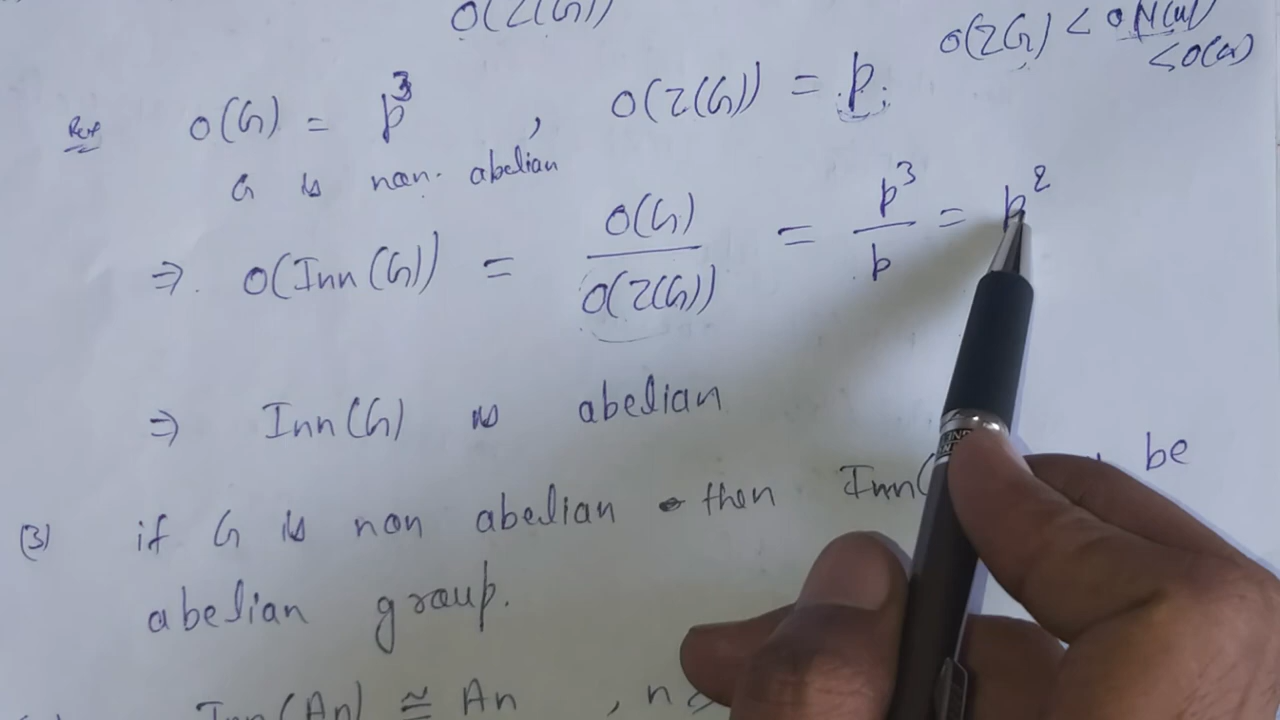 O(Z(G))
O(ZG) < O N(G)
< O(G)
O(G) = p³ , O(Z(G)) = p.
G is non. abelian
⇒. O(Inn(G)) = O(G) / O(Z(G)) = p³ / p = p²
⇒ Inn(G) is abelian
(3) if G is non abelian then Inn( be
abelian group.
Inn(An) ≅ An , n